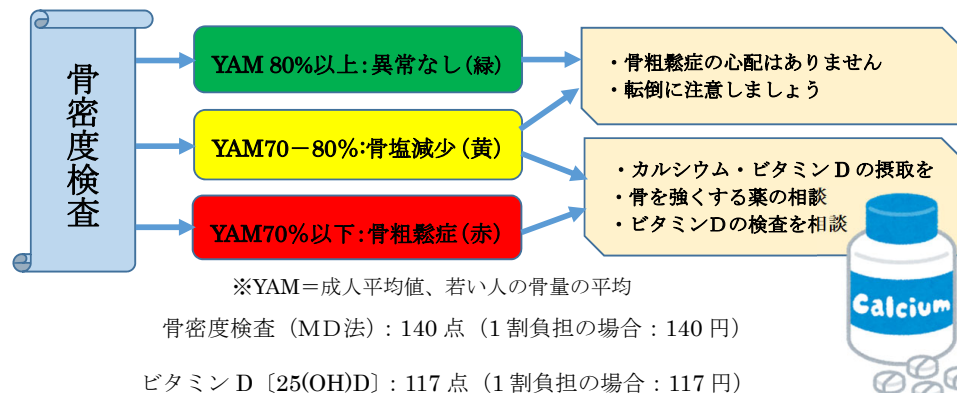 骨密度検査
YAM 80%以上:異常なし(緑)
YAM70－80%:骨塩減少(黄)
YAM70%以下:骨粗鬆症(赤)
・骨粗鬆症の心配はありません
・転倒に注意しましょう
・カルシウム・ビタミン D の摂取を
・骨を強くする薬の相談
・ビタミンDの検査を相談
Calcium
※YAM＝成人平均値、若い人の骨量の平均
骨密度検査（MD法）: 140 点（1 割負担の場合 : 140 円）
ビタミン D〔25(OH)D〕: 117 点（1 割負担の場合 : 117 円）